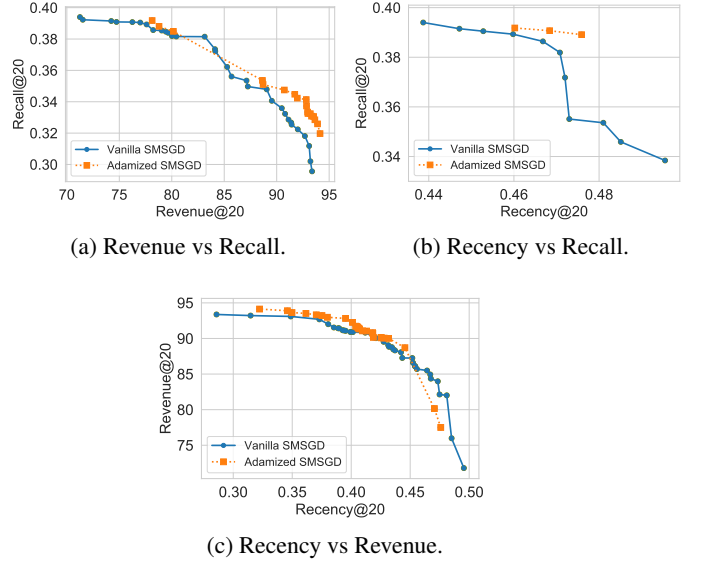 0.40
0.38
0.36
0.34
0.32
0.30
Recall@20
Vanilla SMSGD
Adamized SMSGD
70 75 80 85 90 95
Revenue@20
(a) Revenue vs Recall.
0.40
0.38
0.36
0.34
Recall@20
Vanilla SMSGD
Adamized SMSGD
0.44 0.46 0.48
Recency@20
(b) Recency vs Recall.
95
90
85
80
75
Revenue@20
Vanilla SMSGD
Adamized SMSGD
0.30 0.35 0.40 0.45 0.50
Recency@20
(c) Recency vs Revenue.